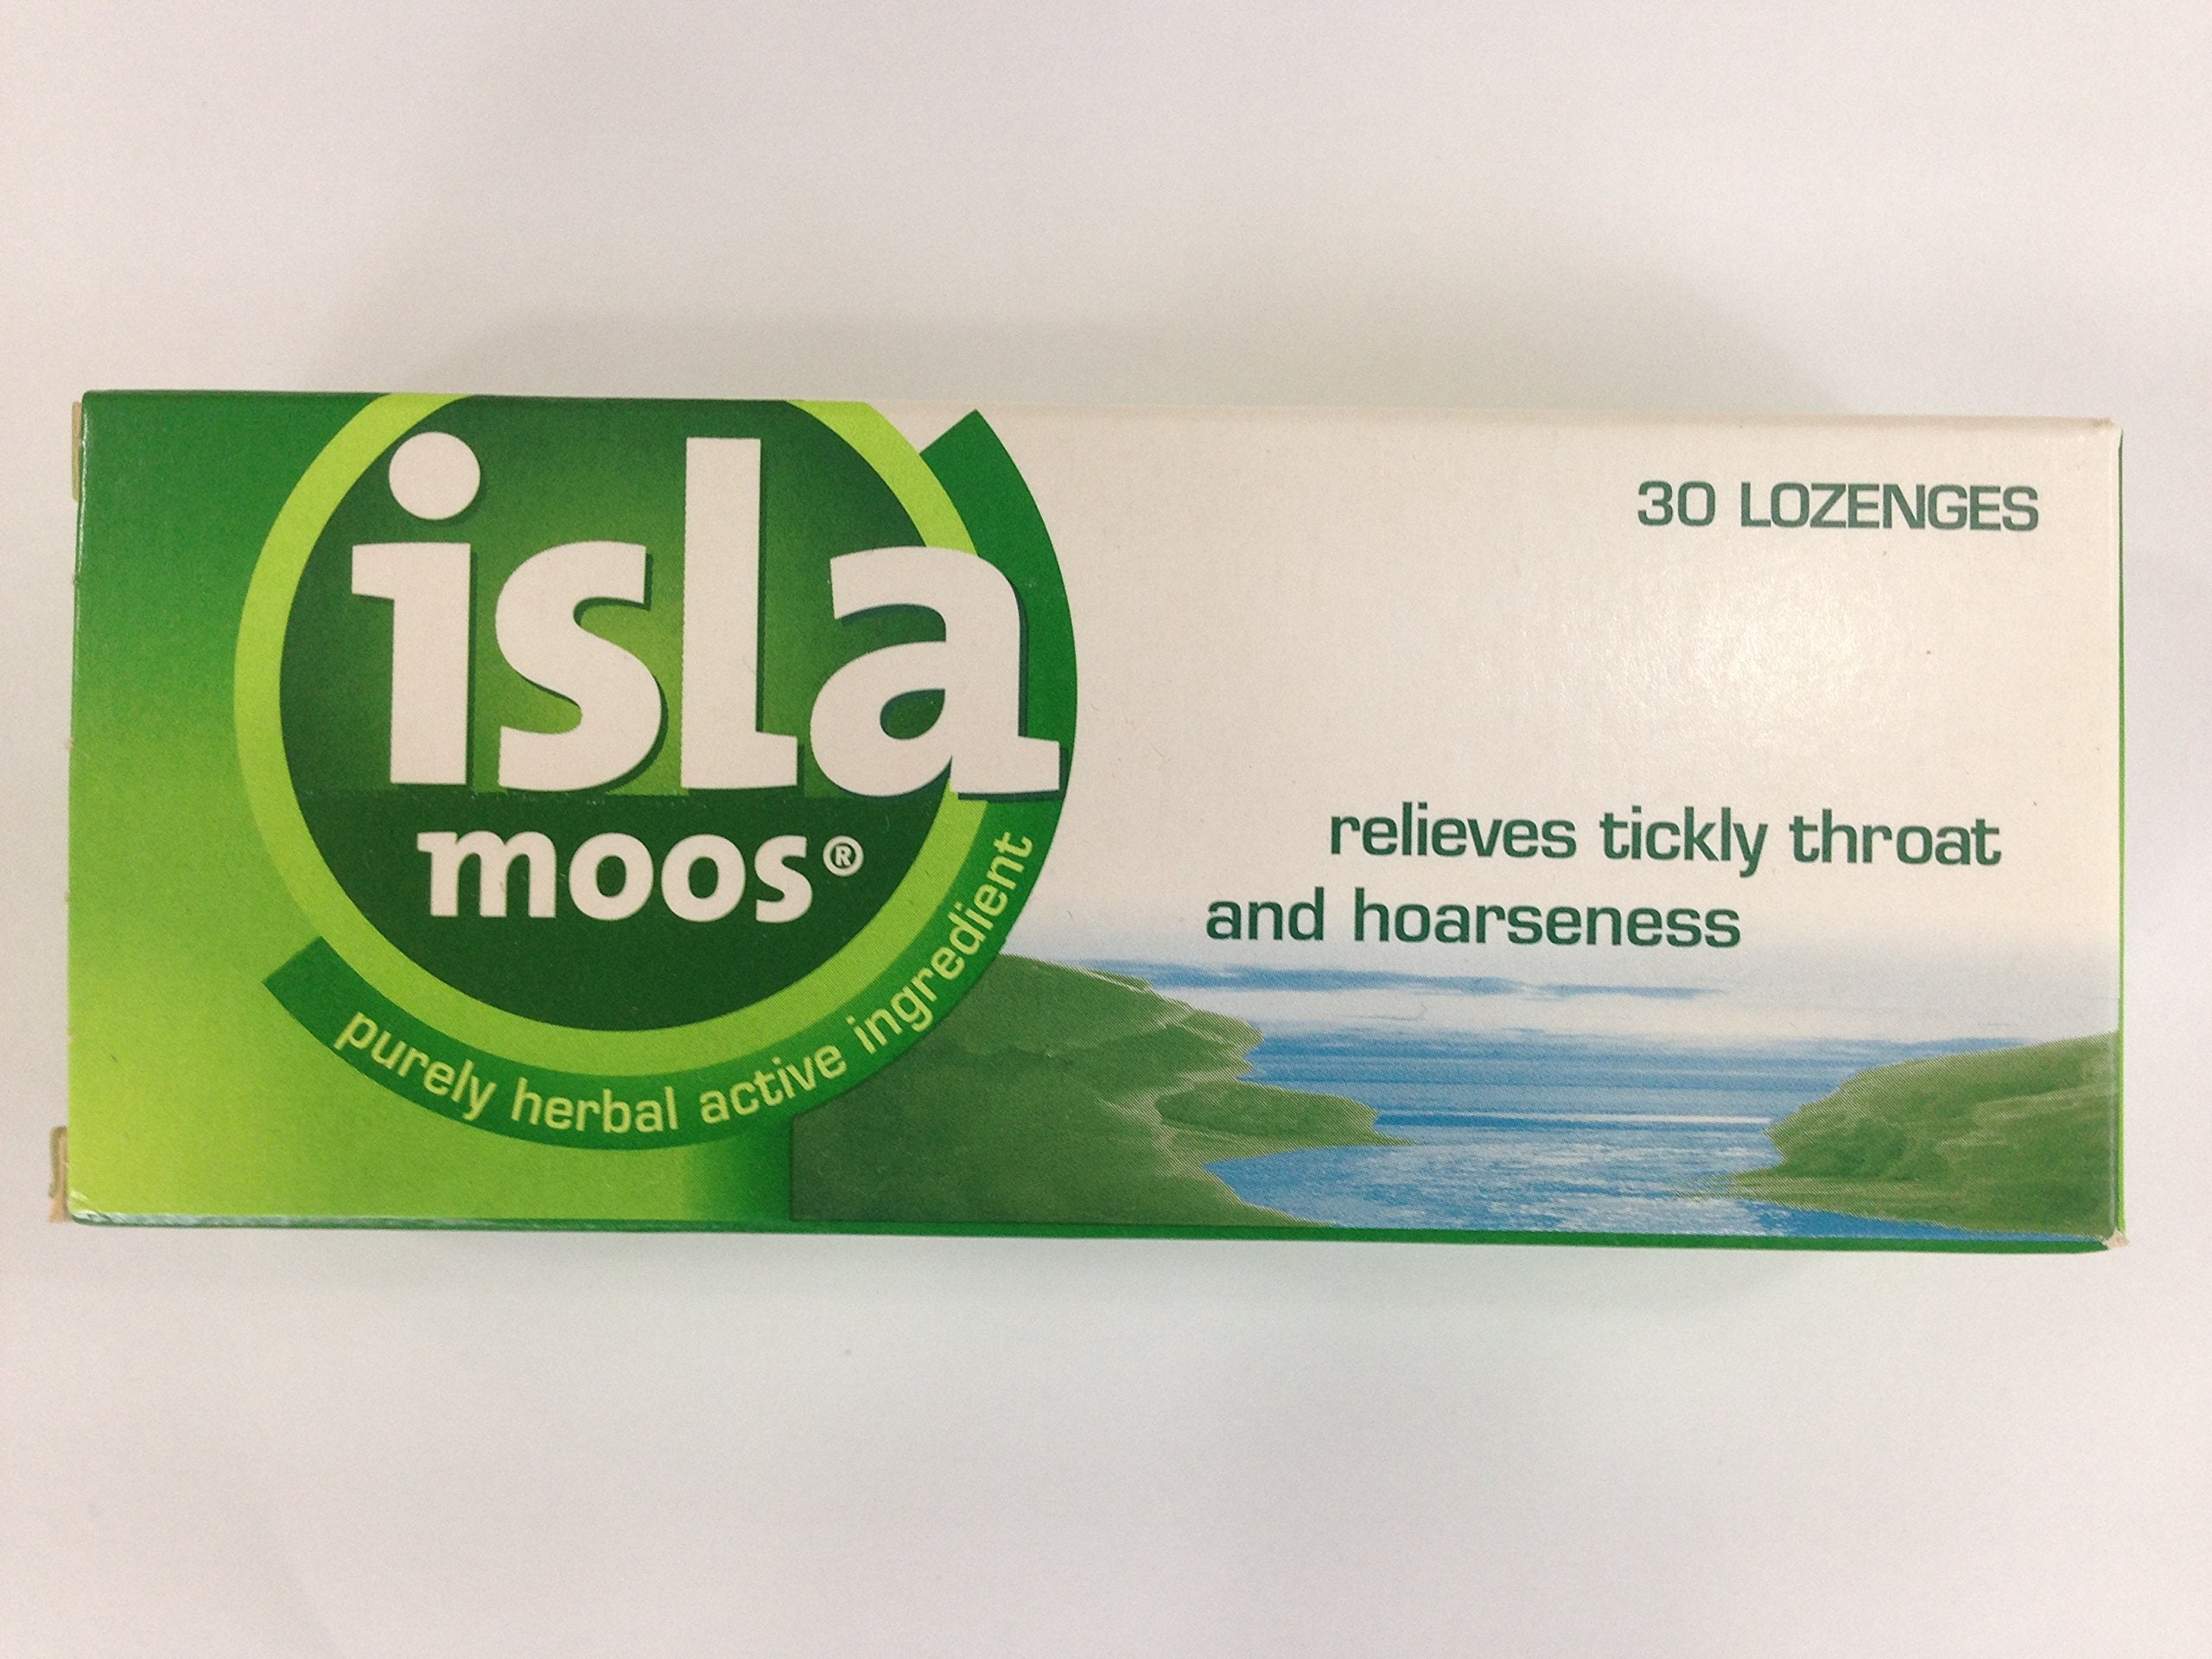 isla
moos®
purely herbal active ingredient
30 LOZENGES
relieves tickly throat
and hoarseness